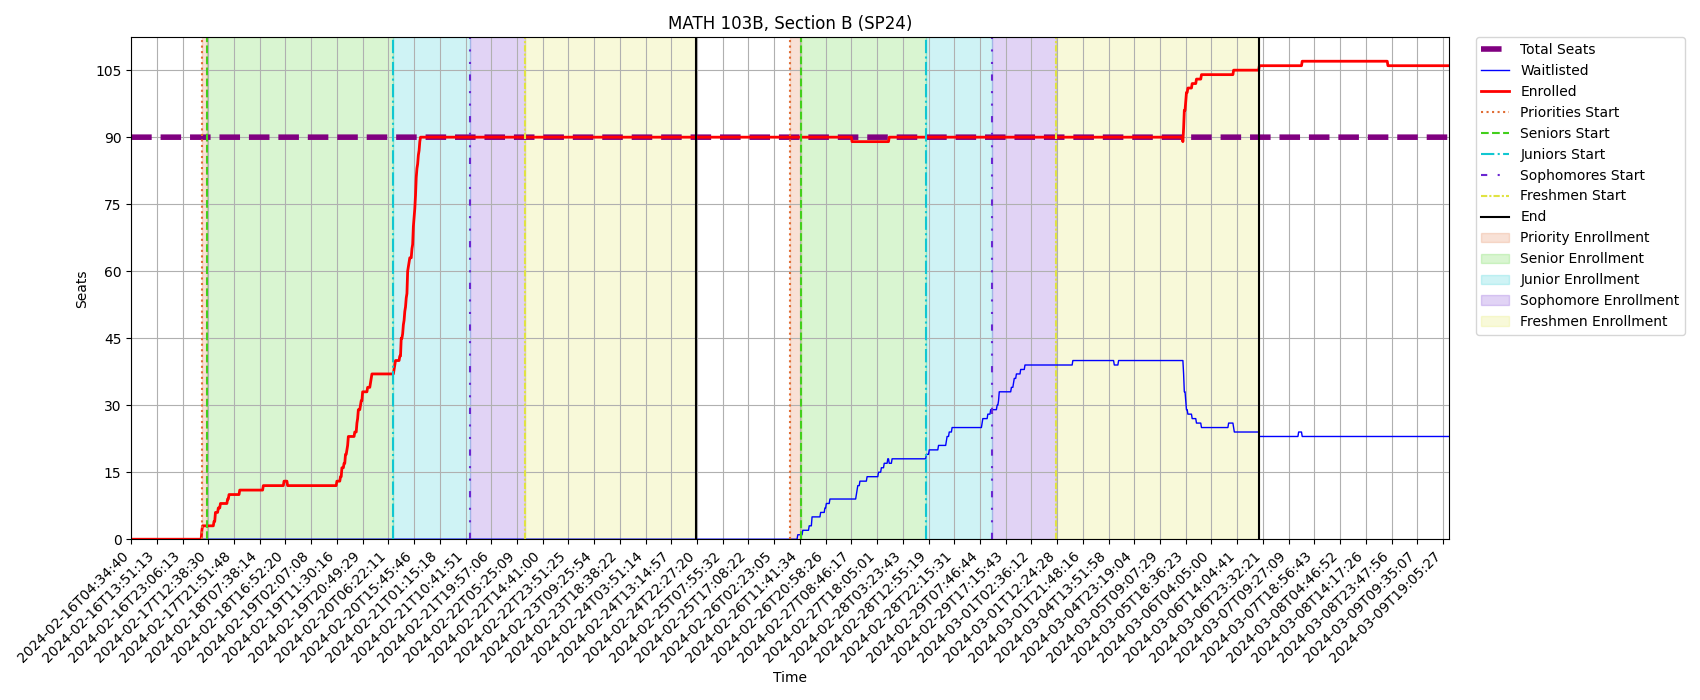 MATH 103B, Section B (SP24)
Total Seats
Waitlisted
Enrolled
Priorities Start
Seniors Start
Juniors Start
Sophomores Start
Freshmen Start
End
Priority Enrollment
Senior Enrollment
Junior Enrollment
Sophomore Enrollment
Freshmen Enrollment
Seats
105
90
75
60
45
30
15
0
2024-02-16T04:34:40
2024-02-16T13:51:13
2024-02-16T23:06:13
2024-02-17T12:38:30
2024-02-17T21:51:48
2024-02-18T07:38:14
2024-02-18T16:52:20
2024-02-19T02:07:08
2024-02-19T11:30:16
2024-02-19T20:49:29
2024-02-20T06:22:11
2024-02-20T15:45:46
2024-02-21T01:15:18
2024-02-21T10:41:51
2024-02-21T19:57:06
2024-02-22T05:25:09
2024-02-22T14:41:00
2024-02-22T23:51:25
2024-02-23T09:25:54
2024-02-23T18:38:22
2024-02-24T03:51:14
2024-02-24T13:14:57
2024-02-24T22:27:20
2024-02-25T07:55:32
2024-02-25T17:08:22
2024-02-26T02:23:05
2024-02-26T11:41:34
2024-02-26T20:58:26
2024-02-27T08:46:17
2024-02-27T18:05:01
2024-02-28T03:23:43
2024-02-28T12:55:19
2024-02-28T22:15:31
2024-02-29T07:46:44
2024-02-29T17:15:43
2024-03-01T02:36:12
2024-03-01T12:24:28
2024-03-01T21:48:16
2024-03-04T13:51:58
2024-03-04T23:19:04
2024-03-05T09:07:29
2024-03-05T18:36:23
2024-03-06T04:05:00
2024-03-06T14:04:41
2024-03-06T23:32:21
2024-03-07T09:27:09
2024-03-07T18:56:43
2024-03-08T04:46:52
2024-03-08T14:17:26
2024-03-08T23:47:56
2024-03-09T09:35:07
2024-03-09T19:05:27
Time